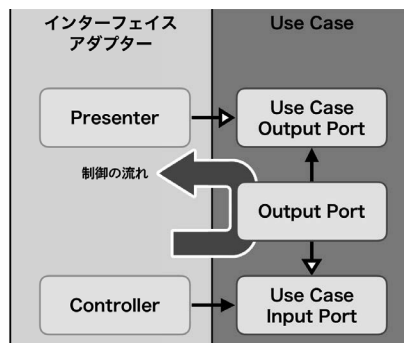 インターフェイス
アダプター
Use Case
Presenter
Use Case
Output Port
制御の流れ
Output Port
Controller
Use Case
Input Port